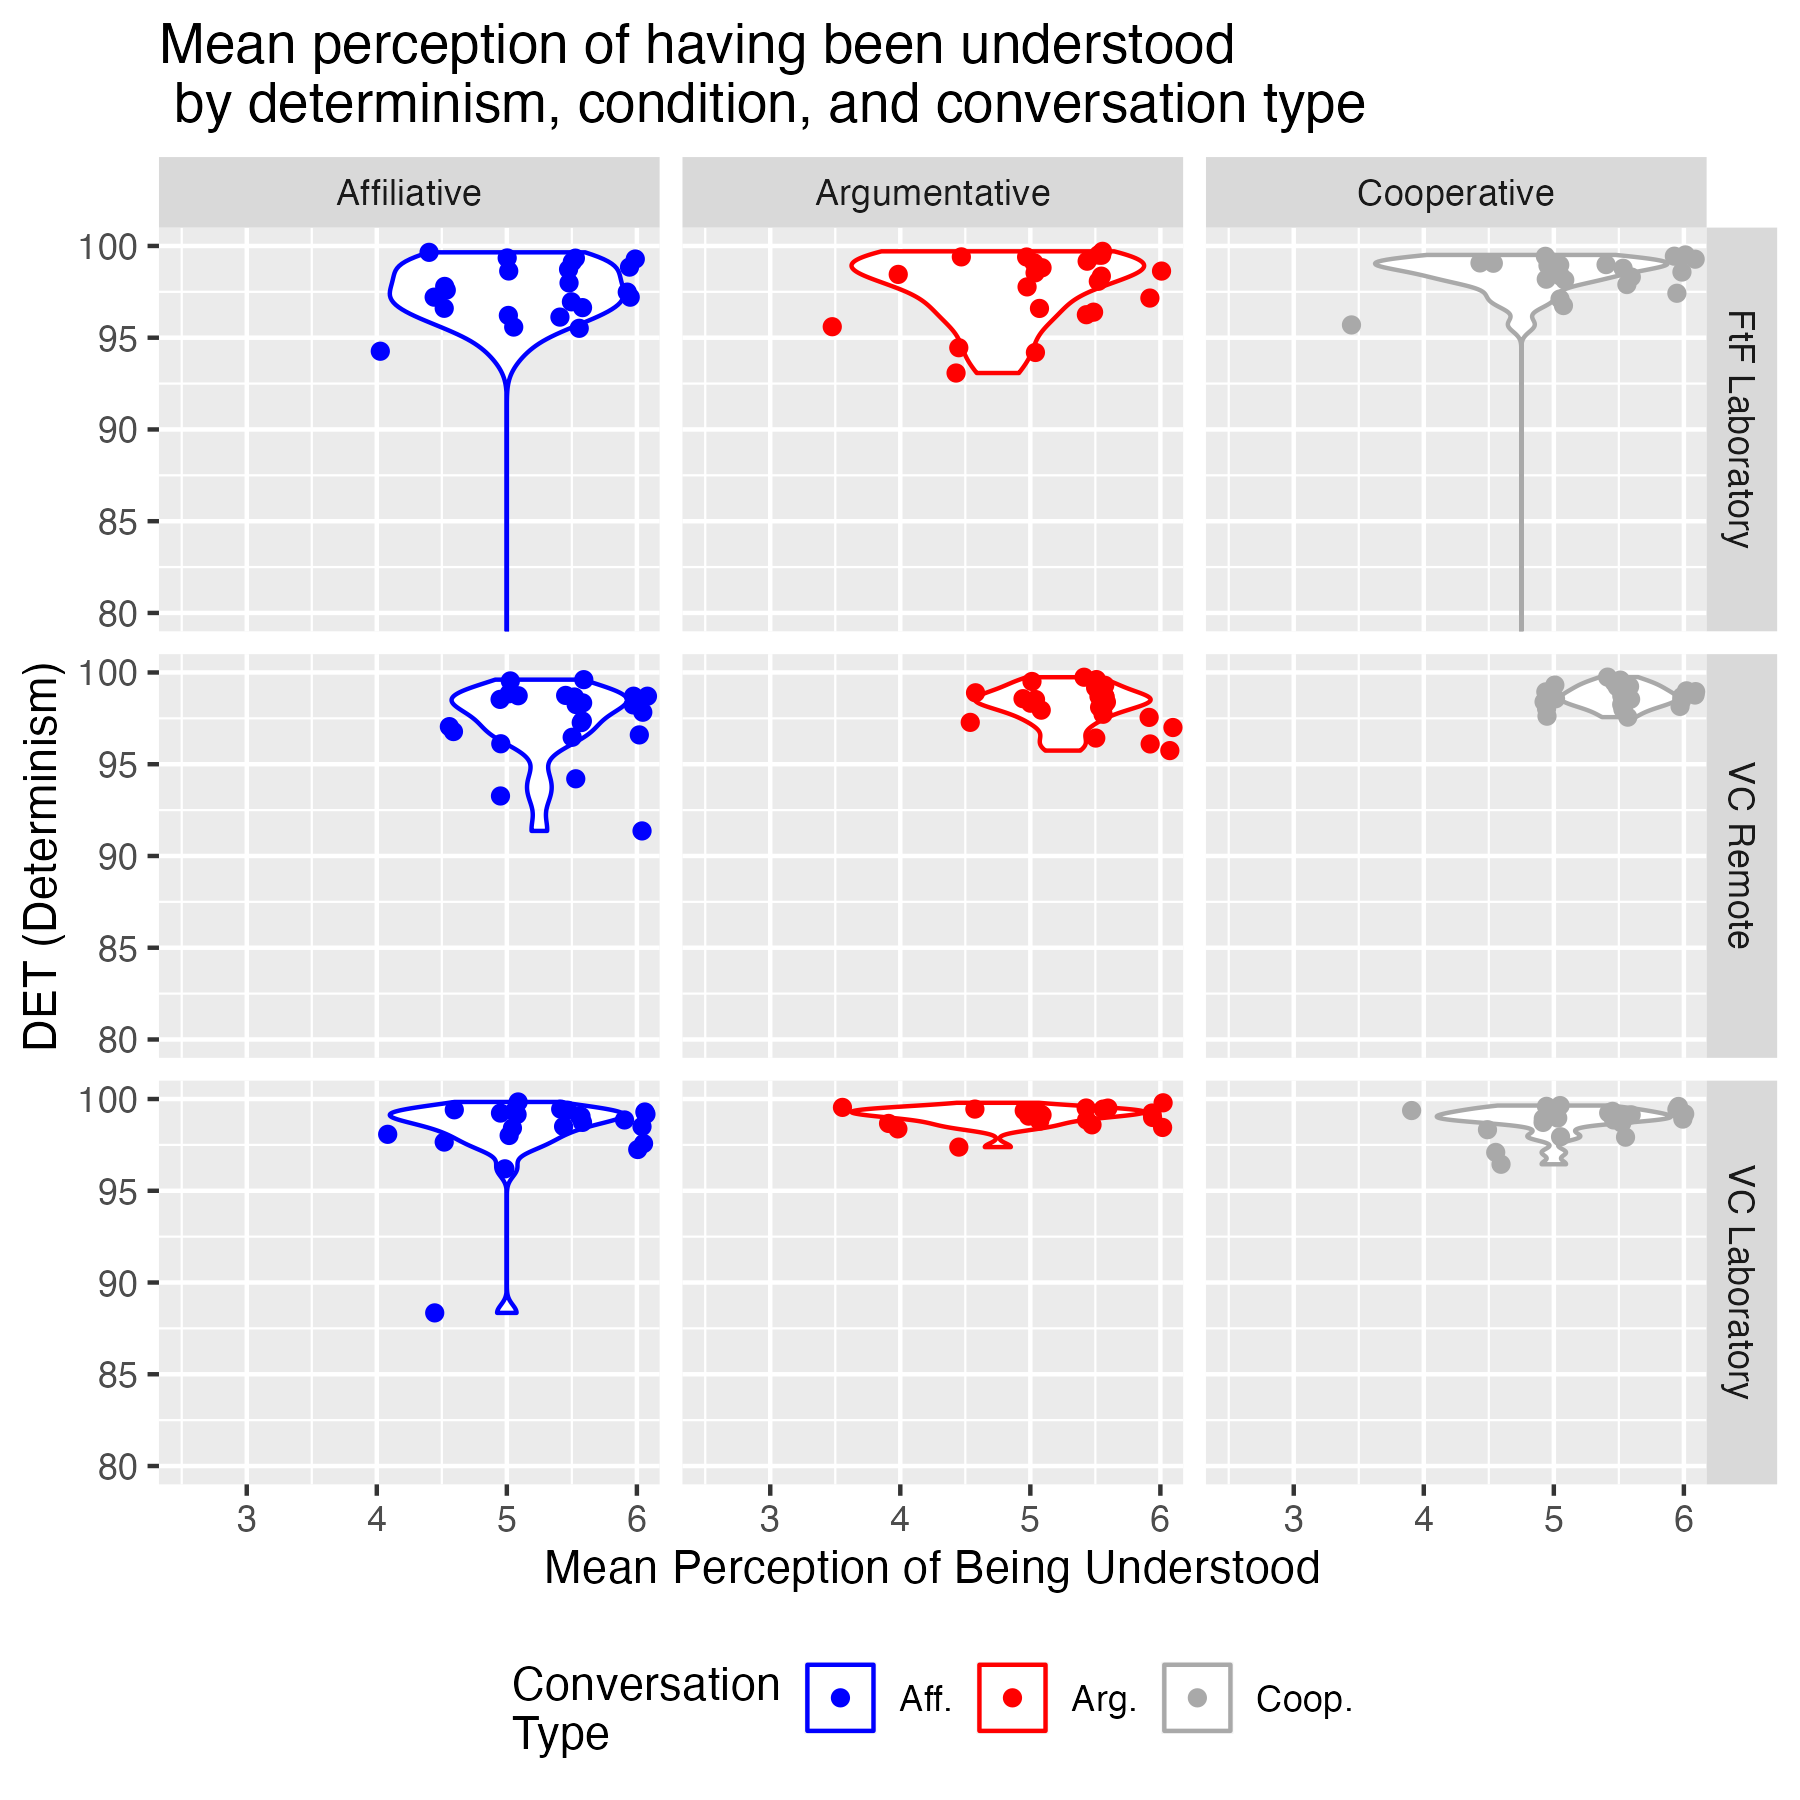 Mean perception of having been understood
by determinism, condition, and conversation type
Affiliative
Argumentative
Cooperative
DET (Determinism)
100
95
90
85
80
FtF Laboratory
100
95
90
85
80
VC Remote
100
95
90
85
80
VC Laboratory
3 4 5 6
3 4 5 6
3 4 5 6
Mean Perception of Being Understood
Conversation
Type
Aff.
Arg.
Coop.